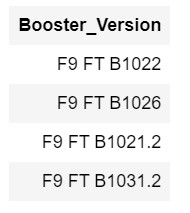 Booster_Version
F9 FT B1022
F9 FT B1026
F9 FT B1021.2
F9 FT B1031.2